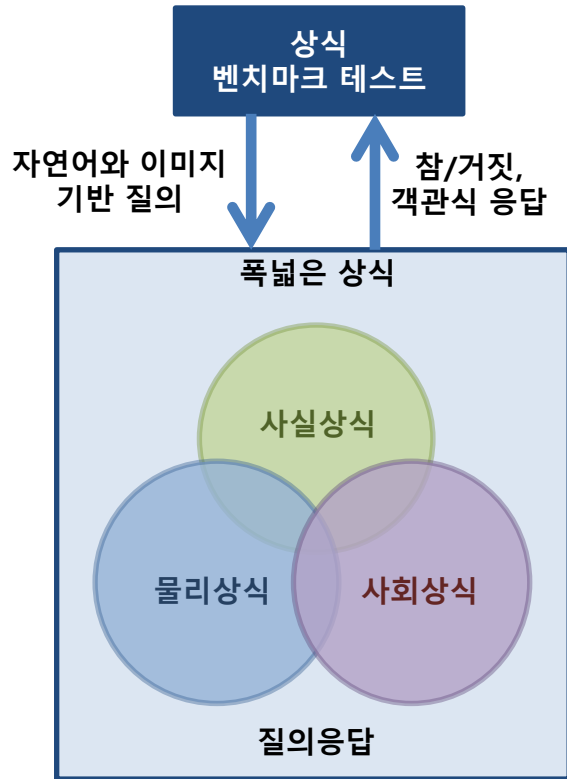 상식
벤치마크 테스트
자연어와 이미지
기반 질의
참/거짓,
객관식 응답
폭넓은 상식
사실상식
물리상식
사회상식
질의응답